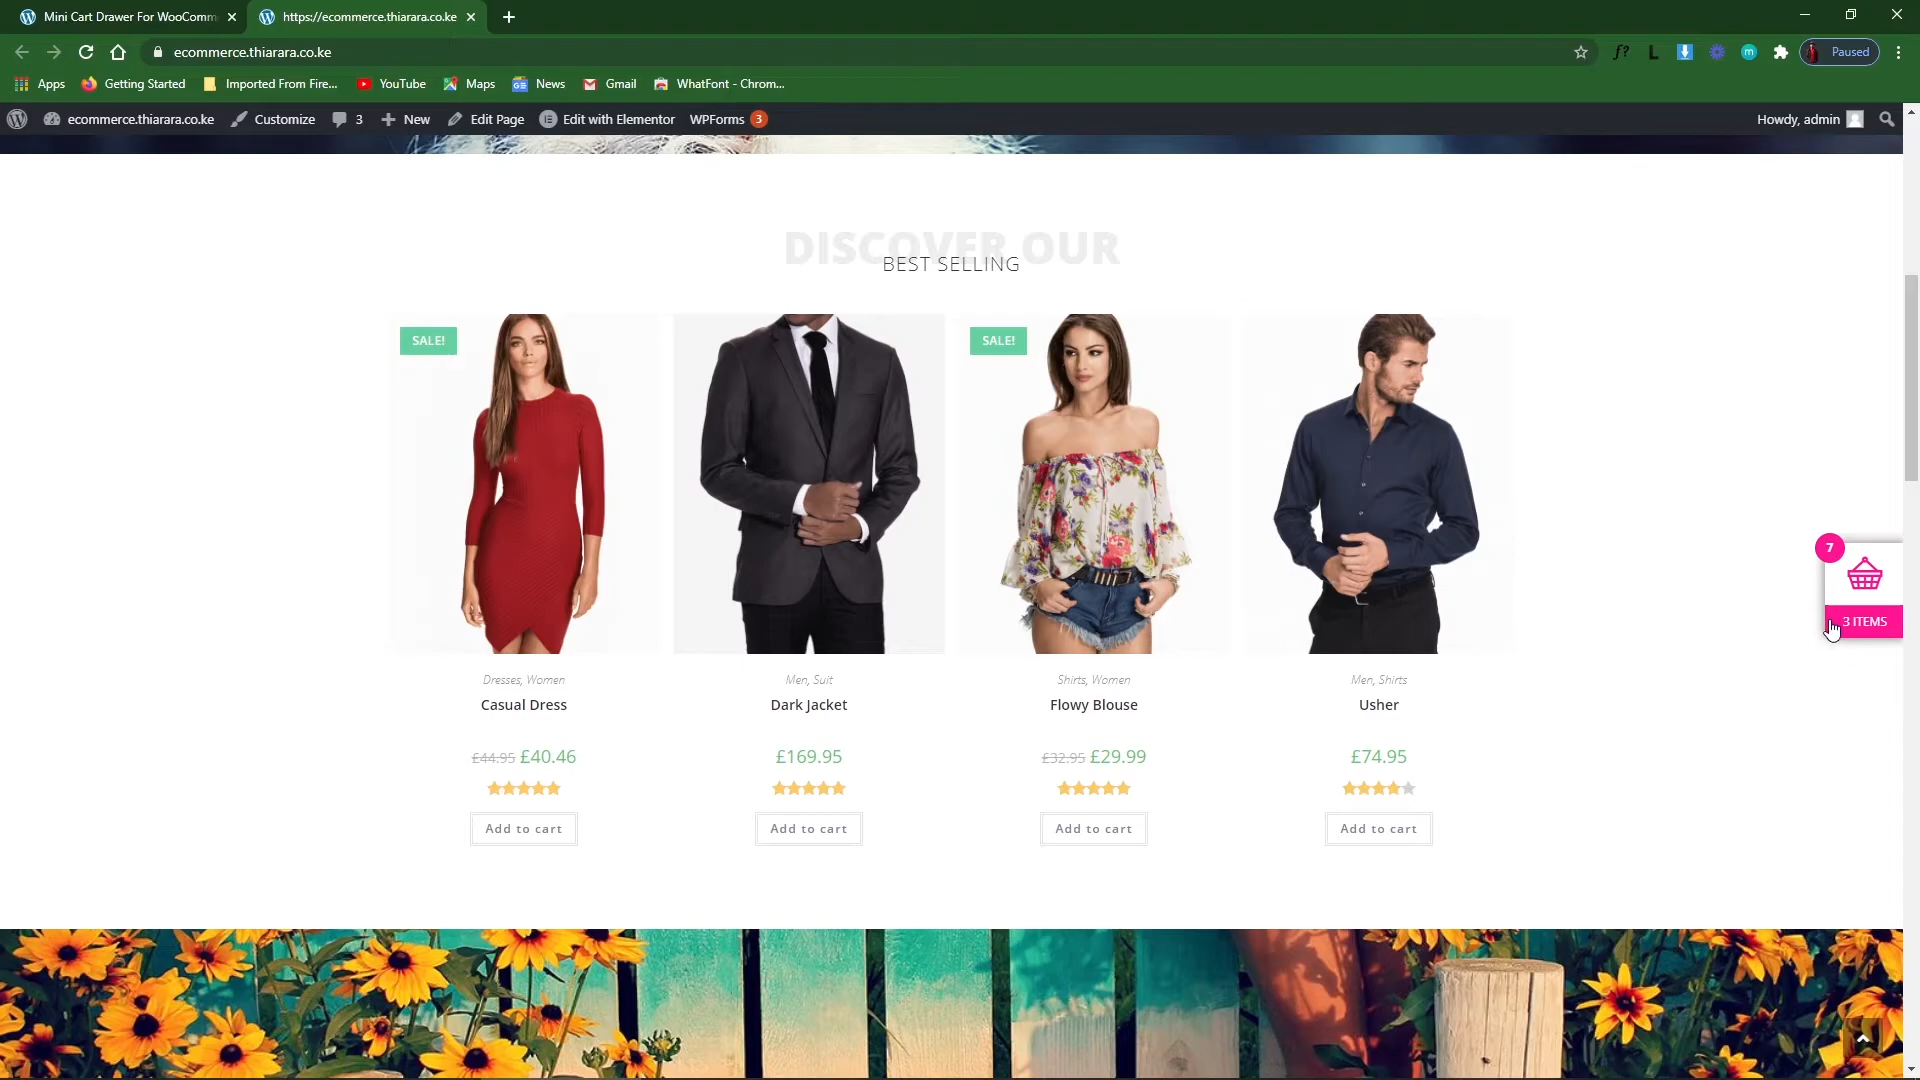 Mini Cart Drawer For WooComm
https://ecommerce.thiarara.co.ke
ecommerce.thiarara.co.ke
f?
L
m
Paused
Apps
Getting Started
Imported From Fire...
YouTube
Maps
News
Gmail
WhatFont - Chrom...
ecommerce.thiarara.co.ke
Customize
3
New
Edit Page
Edit with Elementor
WPForms 3
Howdy, admin
DISCOVER OUR
BEST SELLING
SALE!
SALE!
7
3 ITEMS
Dresses, Women
Men, Suit
Shirts, Women
Men, Shirts
Casual Dress
Dark Jacket
Flowy Blouse
Usher
£44.95 £40.46
£169.95
£32.95 £29.99
£74.95
Add to cart
Add to cart
Add to cart
Add to cart